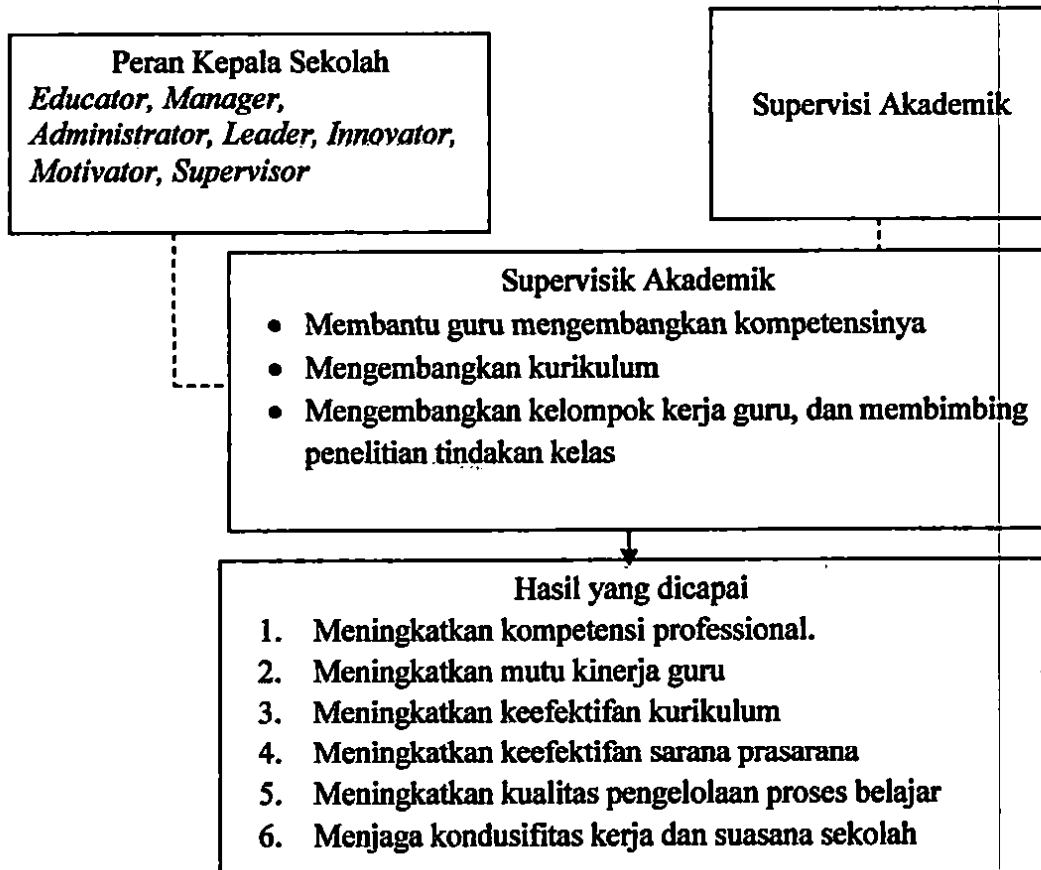 Peran Kepala Sekolah
Educator, Manager,
Administrator, Leader, Innovator,
Motivator, Supervisor
Supervisi Akademik
Supervisik Akademik
• Membantu guru mengembangkan kompetensinya
• Mengembangkan kurikulum
• Mengembangkan kelompok kerja guru, dan membimbing
penelitian tindakan kelas
Hasil yang dicapai
1. Meningkatkan kompetensi professional.
2. Meningkatkan mutu kinerja guru
3. Meningkatkan keefektifan kurikulum
4. Meningkatkan keefektifan sarana prasarana
5. Meningkatkan kualitas pengelolaan proses belajar
6. Menjaga kondusifitas kerja dan suasana sekolah